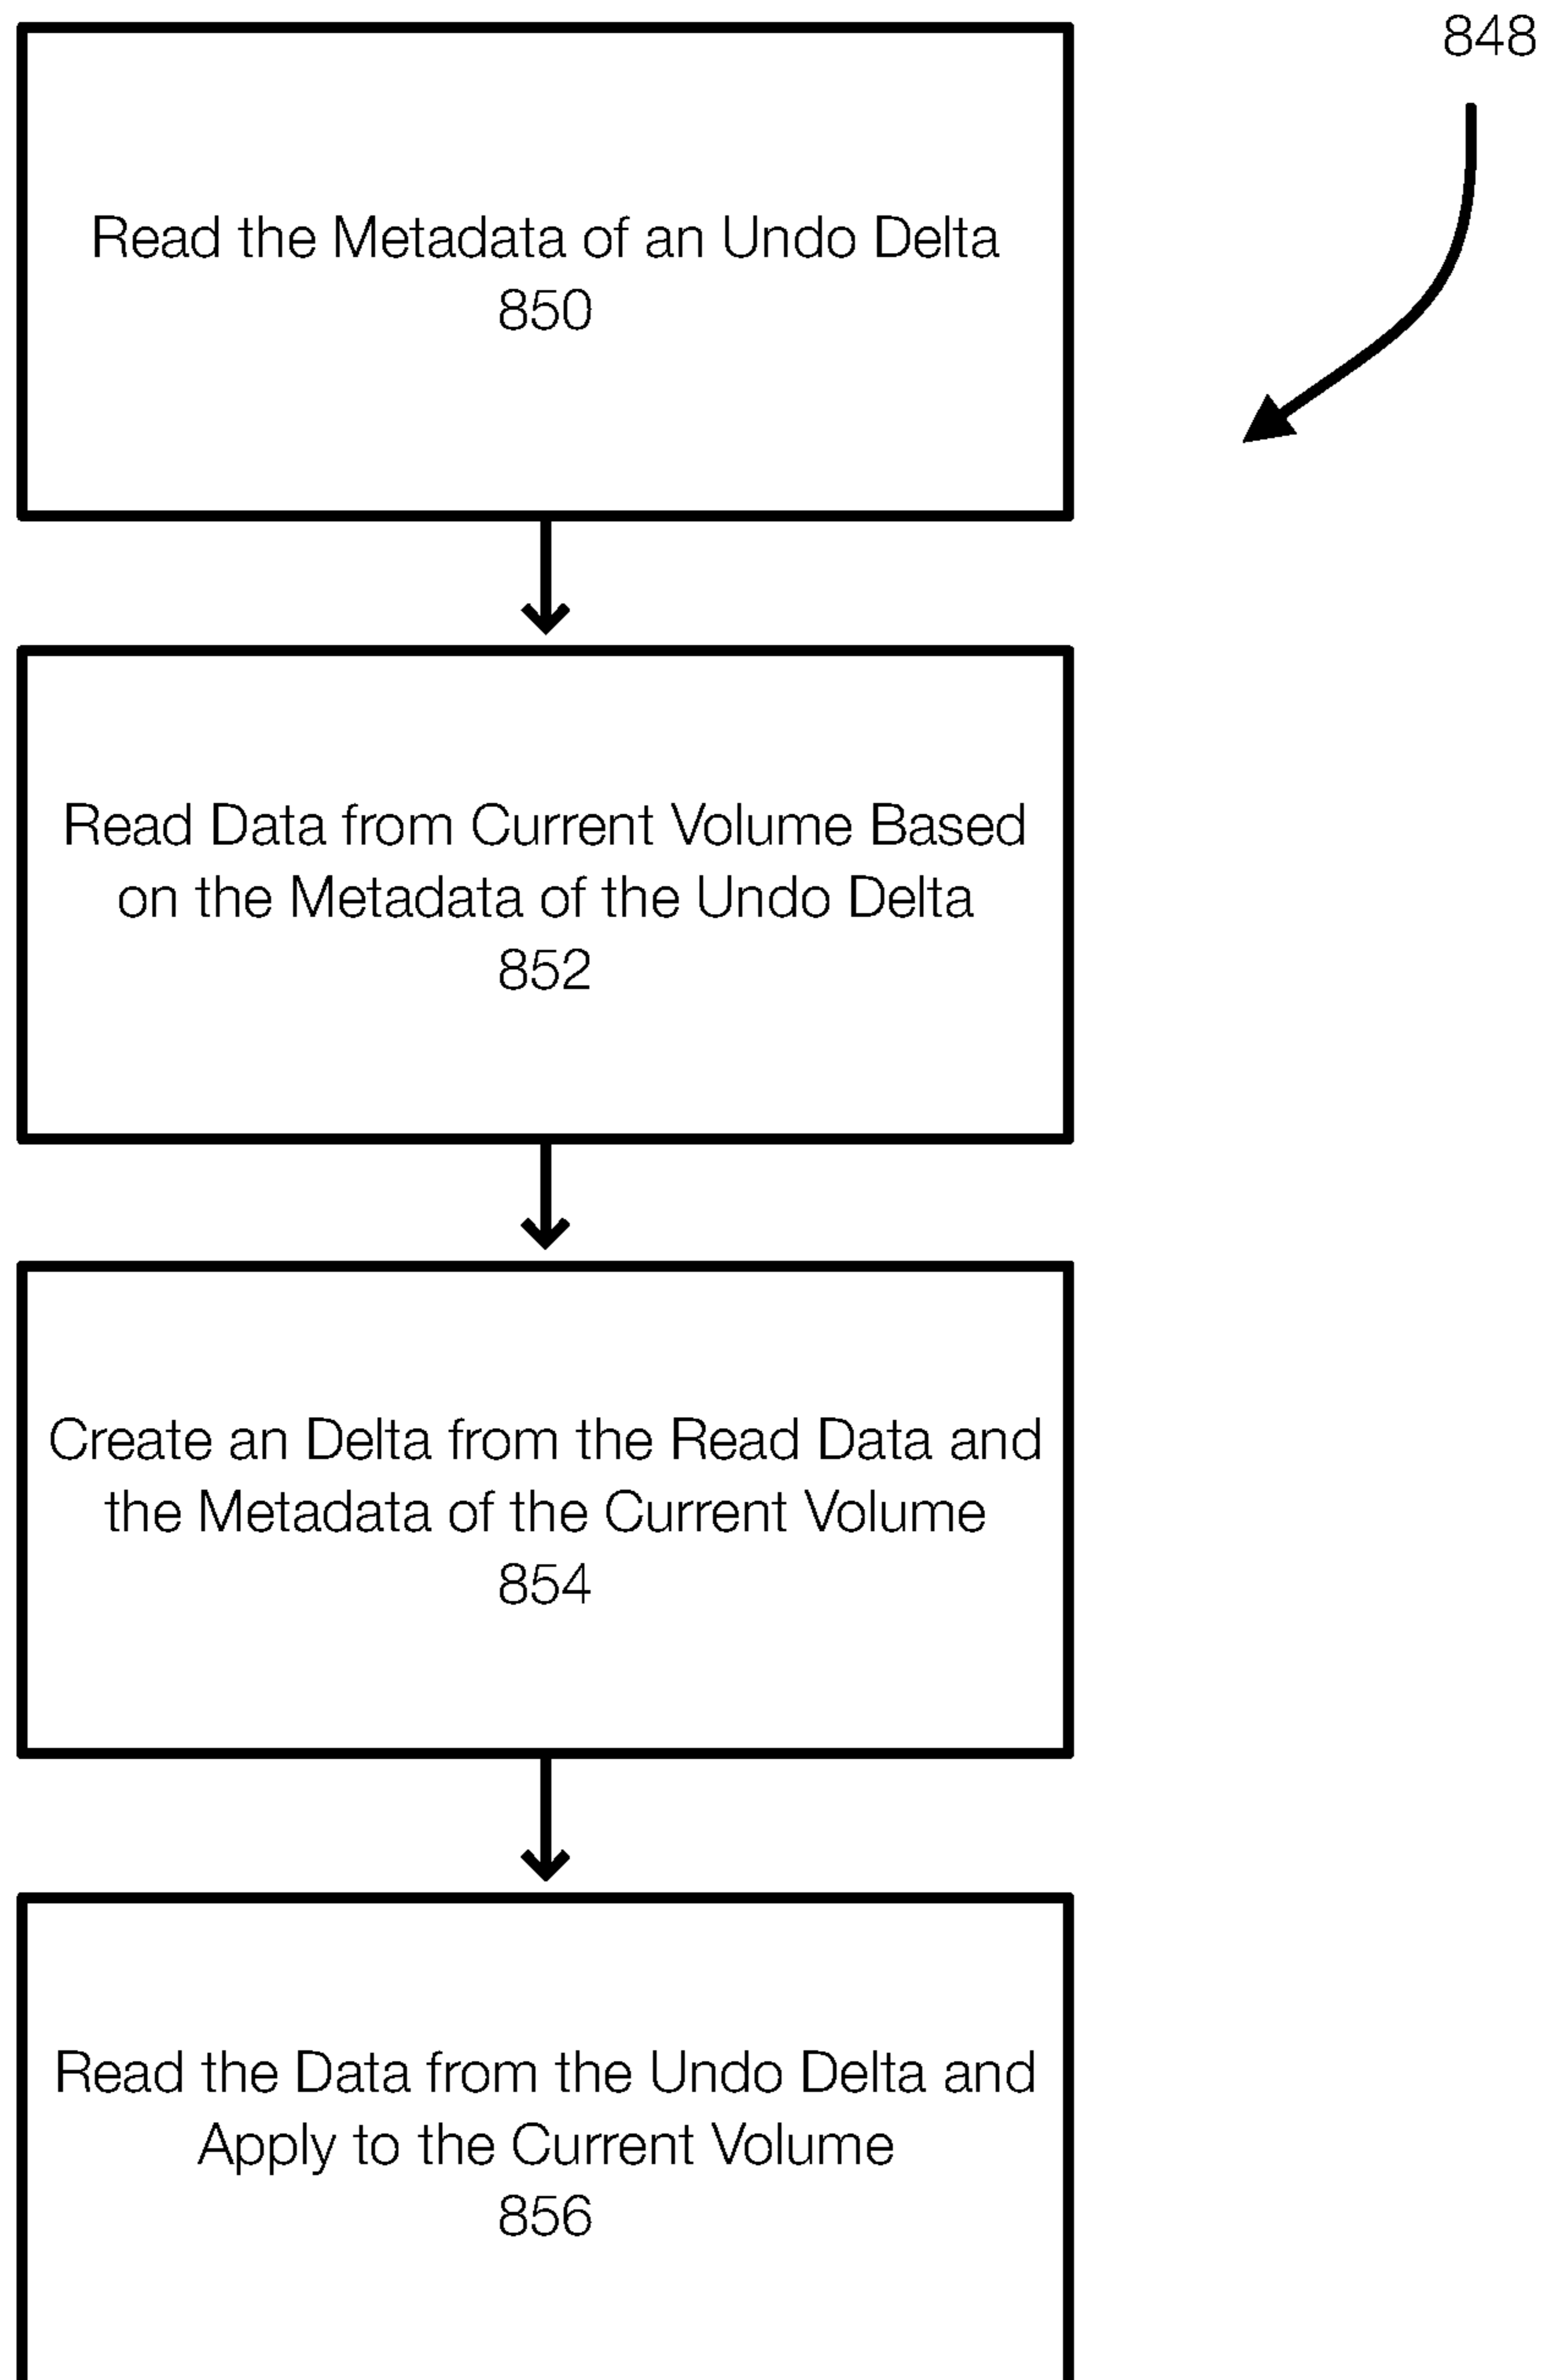 848
Read the Metadata of an Undo Delta
850
Read Data from Current Volume Based
on the Metadata of the Undo Delta
852
Create an Delta from the Read Data and
the Metadata of the Current Volume
854
Read the Data from the Undo Delta and
Apply to the Current Volume
856